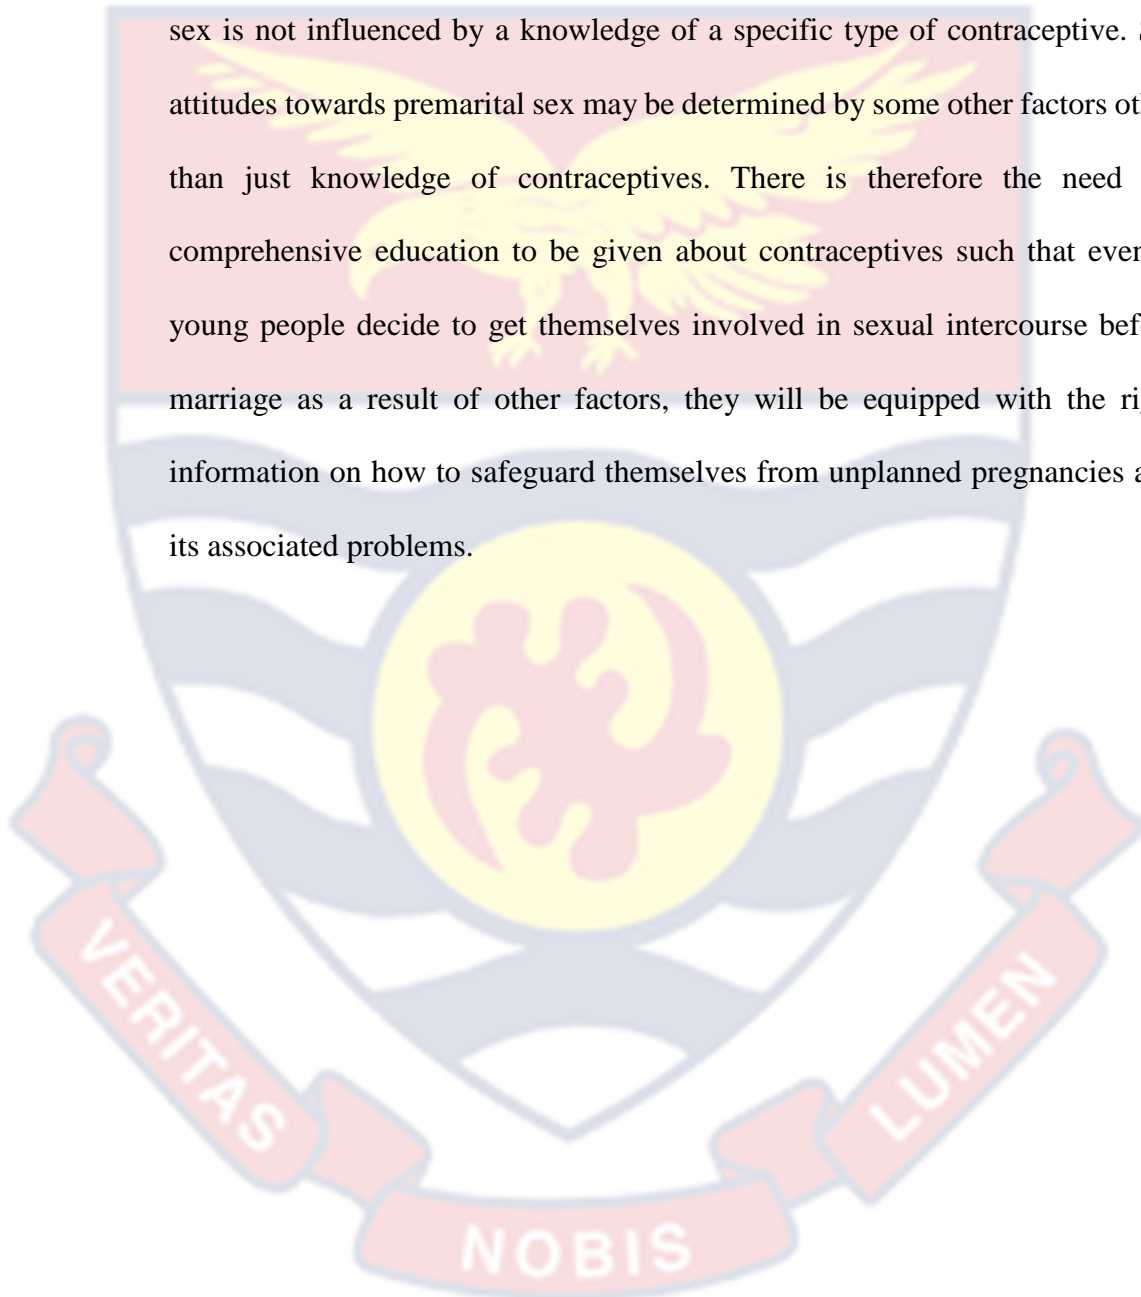 sex is not influenced by a knowledge of a specific type of contraceptive.
attitudes towards premarital sex may be determined by some other factors
than just knowledge of contraceptives. There is therefore the need
comprehensive education to be given about contraceptives such that even
young people decide to get themselves involved in sexual intercourse
marriage as a result of other factors, they will be equipped with the
information on how to safeguard themselves from unplanned pregnancies
its associated problems.
VERITAS
NOBIS
LUMEN